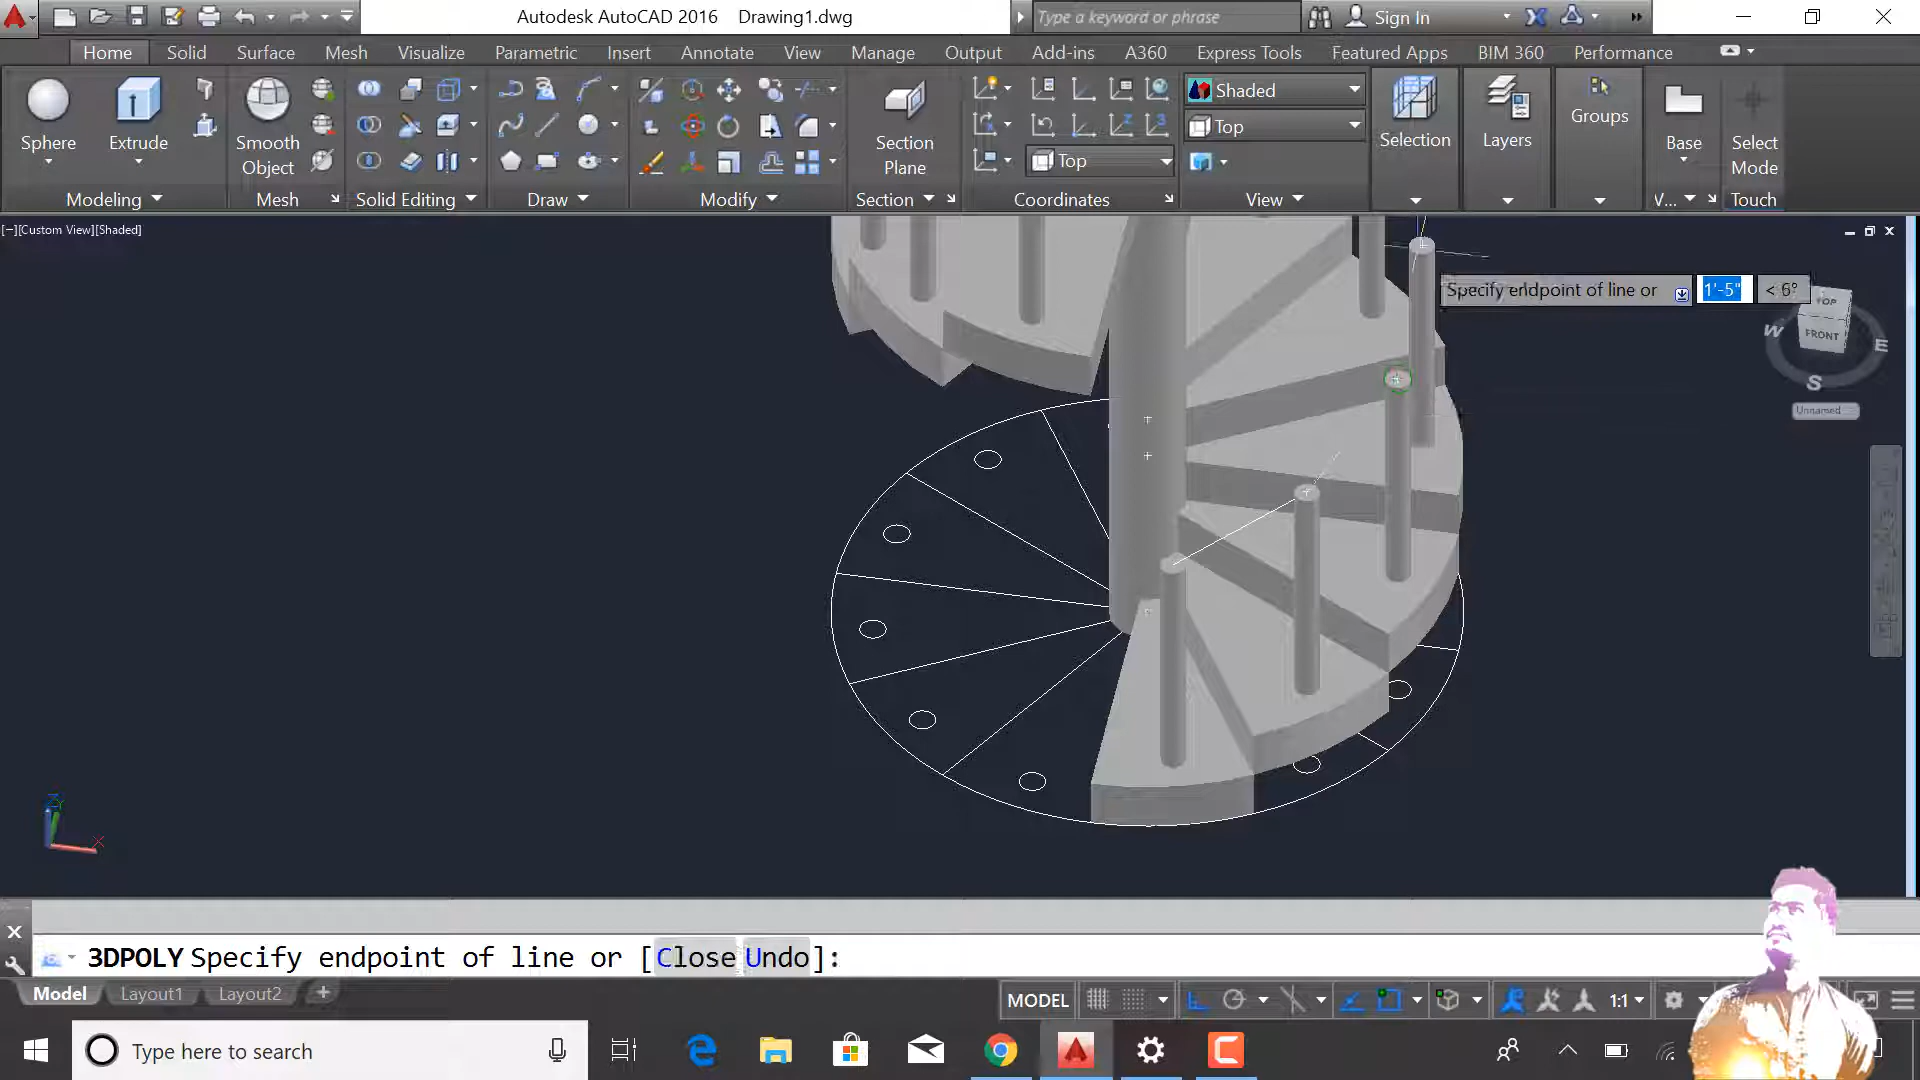 Autodesk AutoCAD 2016 Drawing1.dwg
Type a keyword or phrase
Sign In
Home Solid Surface Mesh Visualize Parametric Insert Annotate View Manage Output Add-ins A360 Express Tools Featured Apps BIM 360 Performance
Sphere
Extrude
Smooth
Object
Section
Plane
Shaded
Top
Top
Selection
Layers
Groups
Base
Select
Mode
Modeling
Mesh
Solid Editing
Draw
Modify
Section
Coordinates
View
V...
Touch
[−][Custom View][Shaded]
Specify endpoint of line or 1'-5" < 6°
TOP
FRONT
W
E
S
Unnamed
X
3DPOLY Specify endpoint of line or [Close Undo]:
Model Layout1 Layout2 +
MODEL
1:1
Type here to search